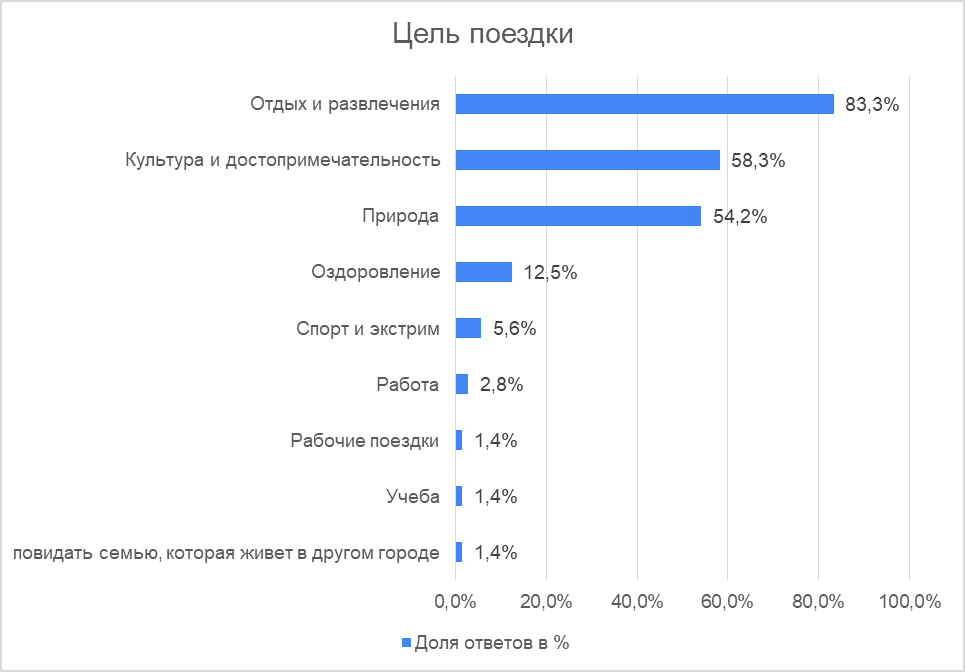 Цель поездки
Отдых и развлечения 83,3%
Культура и достопримечательность 58,3%
Природа 54,2%
Оздоровление 12,5%
Спорт и экстрим 5,6%
Работа 2,8%
Рабочие поездки 1,4%
Учеба 1,4%
повидать семью, которая живет в другом городе 1,4%
0,0% 20,0% 40,0% 60,0% 80,0% 100,0%
Доля ответов в %